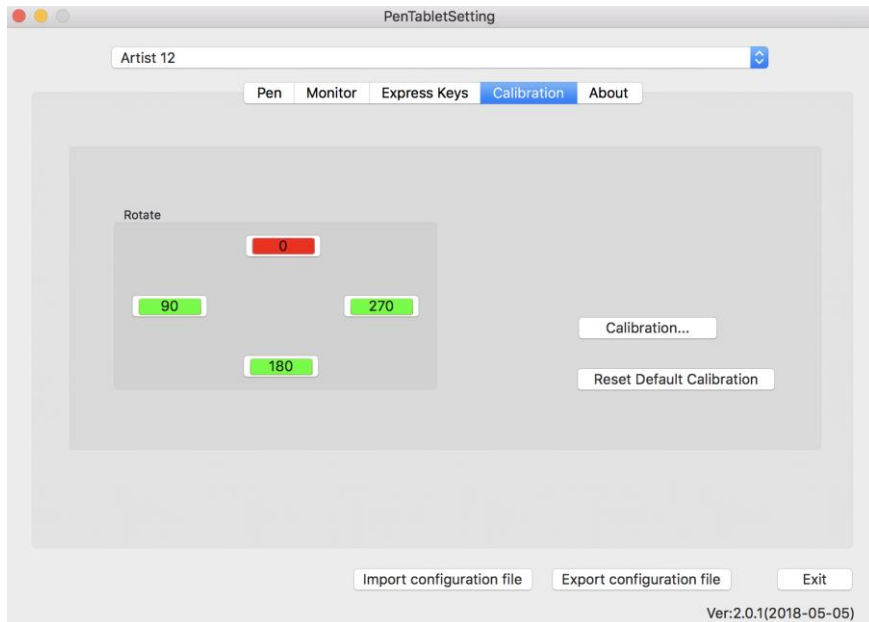 PenTabletSetting
Artist 12
Pen Monitor Express Keys Calibration About
Rotate
0
90 270
180
Calibration...
Reset Default Calibration
Import configuration file Export configuration file Exit
Ver:2.0.1(2018-05-05)